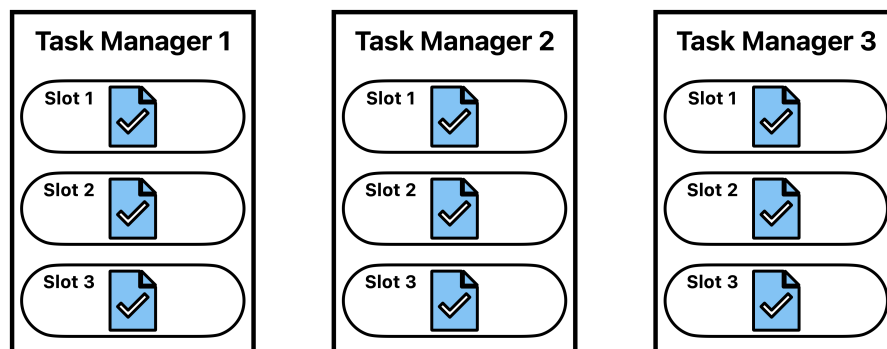 Task Manager 1
Slot 1
Slot 2
Slot 3
Task Manager 2
Slot 1
Slot 2
Slot 3
Task Manager 3
Slot 1
Slot 2
Slot 3